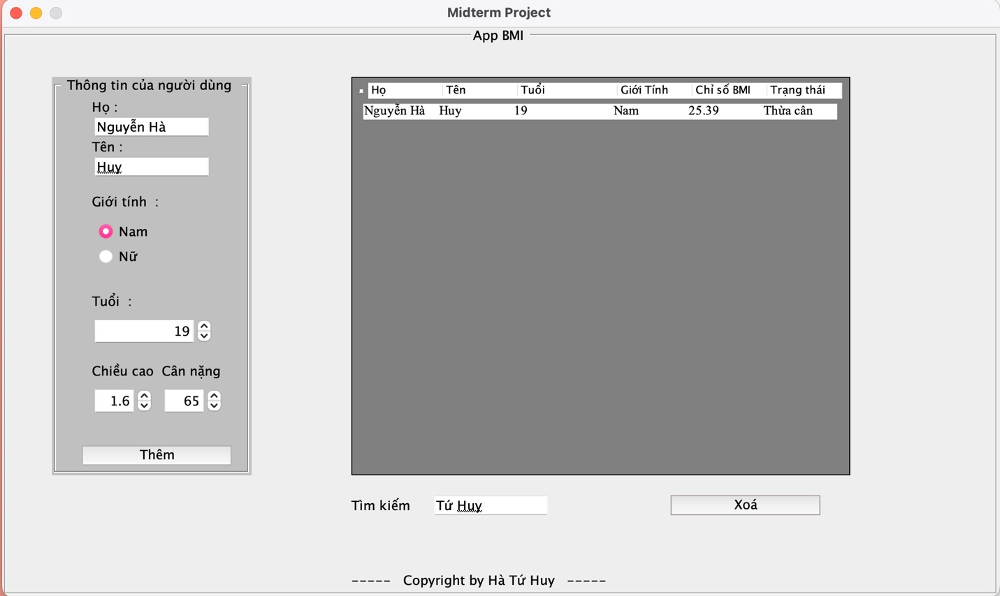 Midterm Project
App BMI
Thông tin của người dùng
Họ :
Nguyễn Hà
Tên :
Huy
Giới tính :
Nam
Nữ
Tuổi :
19
Chiều cao Cân nặng
1.6 65
Thêm
Họ Tên Tuổi Giới Tính Chỉ số BMI Trạng thái
Nguyễn Hà Huy 19 Nam 25.39 Thừa cân
Tìm kiếm Tứ Huy Xoá
----- Copyright by Hà Tứ Huy -----